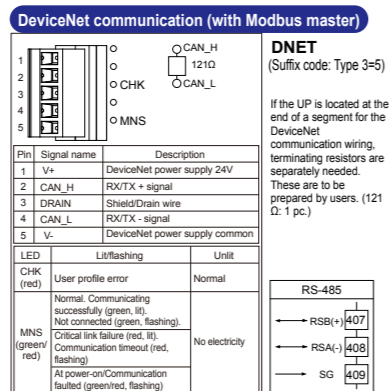 DeviceNet communication (with Modbus master)
1
2
3
4
5
CHK
MNS
CAN_H
121Ω
CAN_L
DNET
(Suffix code: Type 3=5)
If the UP is located at the
end of a segment for the
DeviceNet
communication wiring,
terminating resistors are
separately needed.
These are to be
prepared by users. (121
Ω: 1 pc.)
Pin Signal name Description
1 V+ DeviceNet power supply 24V
2 CAN_H RX/TX + signal
3 DRAIN Shield/Drain wire
4 CAN_L RX/TX - signal
5 V- DeviceNet power supply common
LED Lit/flashing Unlit
CHK
(red)
User profile error
Normal
MNS
(green/
red)
Normal. Communicating
successfully (green, lit).
Not connected (green, flashing).
Critical link failure (red, lit).
Communication timeout (red,
flashing)
At power-on/Communication
faulted (green/red, flashing)
No electricity
RS-485
RSB(+) 407
RSA(-) 408
SG 409